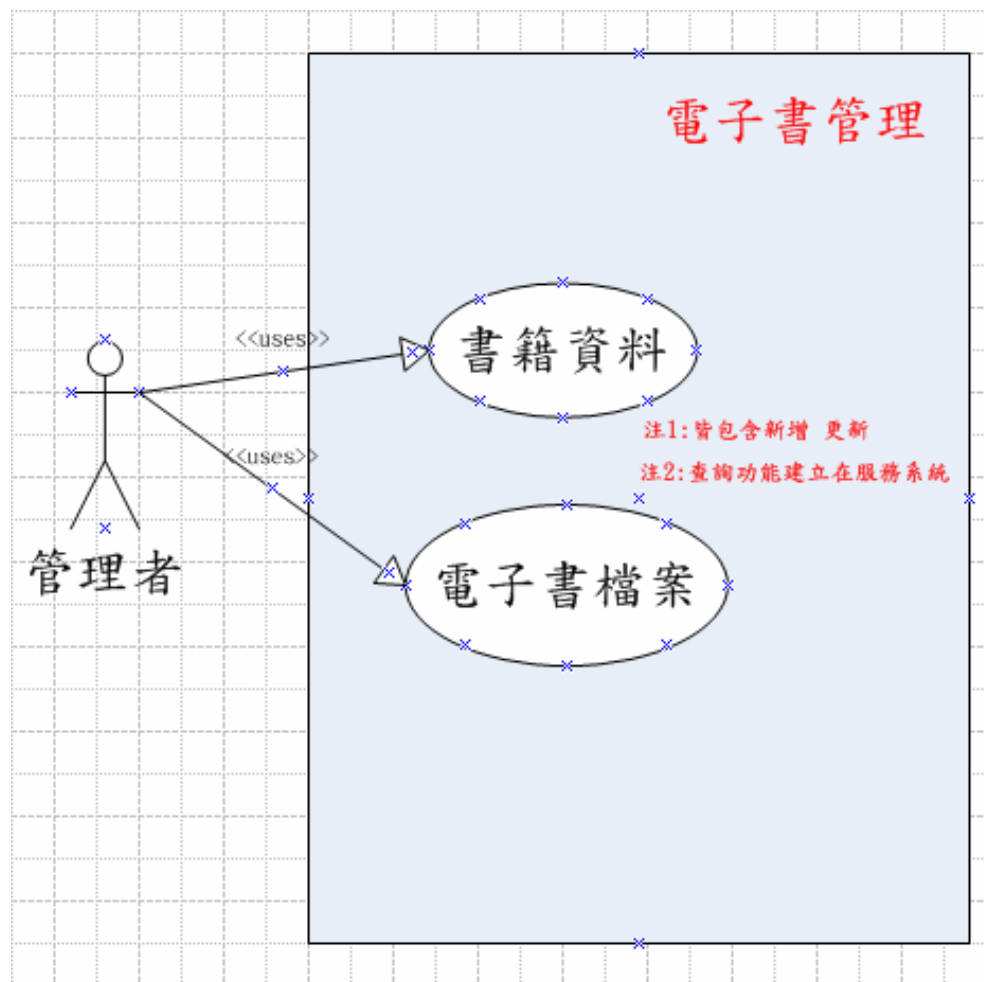 電子書管理
<<uses>>
書籍資料
注1:皆包含新增 更新
<<uses>>
注2:查詢功能建立在服務系統
管理者
電子書檔案